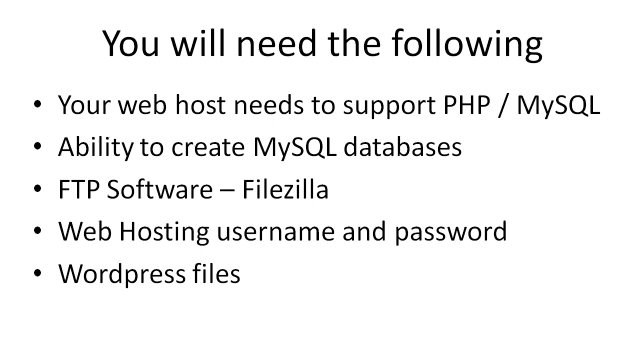 You will need the following
• Your web host needs to support PHP / MySQL
• Ability to create MySQL databases
• FTP Software – Filezilla
• Web Hosting username and password
• Wordpress files